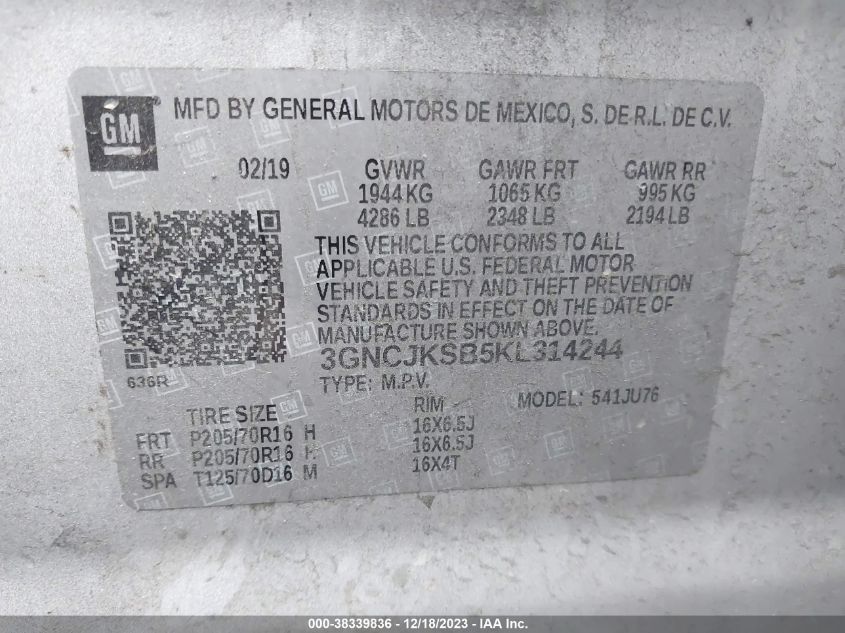 GM MFD BY GENERAL MOTORS DE MEXICO, S. DE R.L. DE C.V.
02/19 GVWR GAWR FRT GAWR RR
1944 KG 1065 KG 995 KG
4286 LB 2348 LB 2194 LB
THIS VEHICLE CONFORMS TO ALL
APPLICABLE U.S. FEDERAL MOTOR
VEHICLE SAFETY AND THEFT PREVENTION
STANDARDS IN EFFECT ON THE DATE OF
MANUFACTURE SHOWN ABOVE.
3GNCJKSB5KL314244
636R TYPE: M.P.V. MODEL: 541JU76
TIRE SIZE RIM
FRT P205/70R16 H 16X6.5J
RR P205/70R16 H 16X6.5J
SPA T125/70D16 M 16X4T
000-38339836 - 12/18/2023 - IAA Inc.